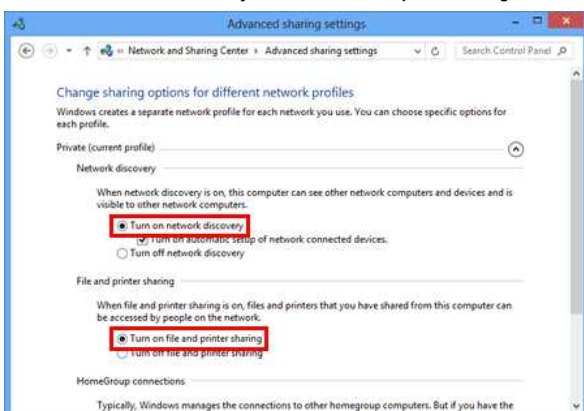 Advanced sharing settings
« Network and Sharing Center ▸ Advanced sharing settings
Search Control Panel
Change sharing options for different network profiles
Windows creates a separate network profile for each network you use. You can choose specific options for
each profile.
Private (current profile)
Network discovery
When network discovery is on, this computer can see other network computers and devices and is
visible to other network computers.
Turn on network discovery
Turn on automatic setup of network connected devices.
Turn off network discovery
File and printer sharing
When file and printer sharing is on, files and printers that you have shared from this computer can
be accessed by people on the network.
Turn on file and printer sharing
Turn off file and printer sharing
HomeGroup connections
Typically, Windows manages the connections to other homegroup computers. But if you have the